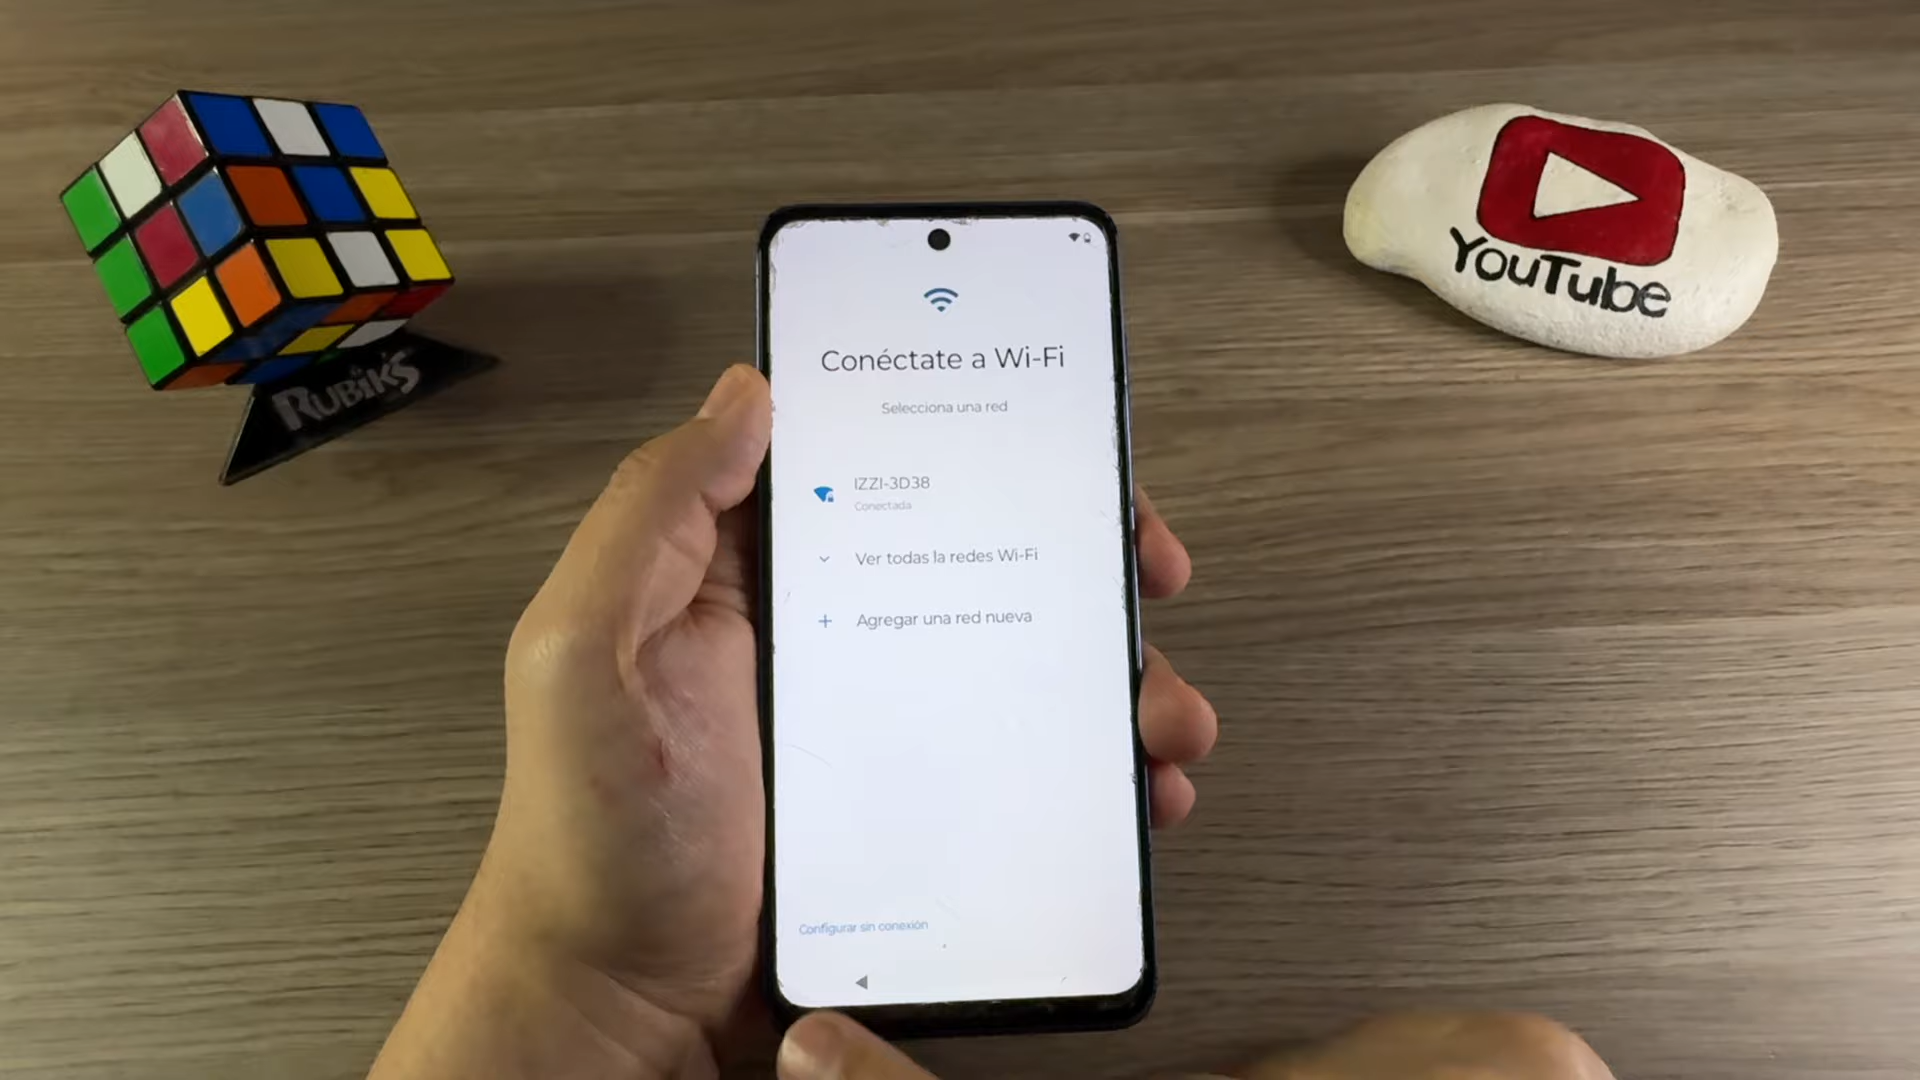 RUBIK'S
YouTube
Conéctate a Wi-Fi
Selecciona una red
IZZI-3D38
Conectada
Ver todas la redes Wi-Fi
Agregar una red nueva
Configurar sin conexión